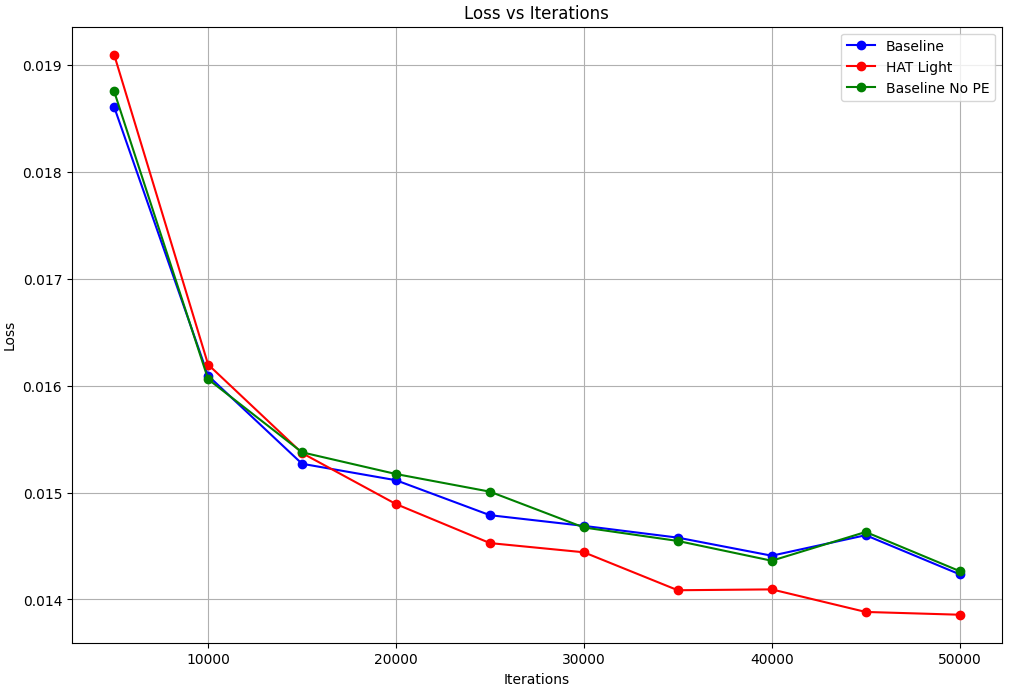 Loss vs Iterations
Baseline
HAT Light
Baseline No PE
0.019
0.018
0.017
0.016
0.015
0.014
Loss
10000 20000 30000 40000 50000
Iterations